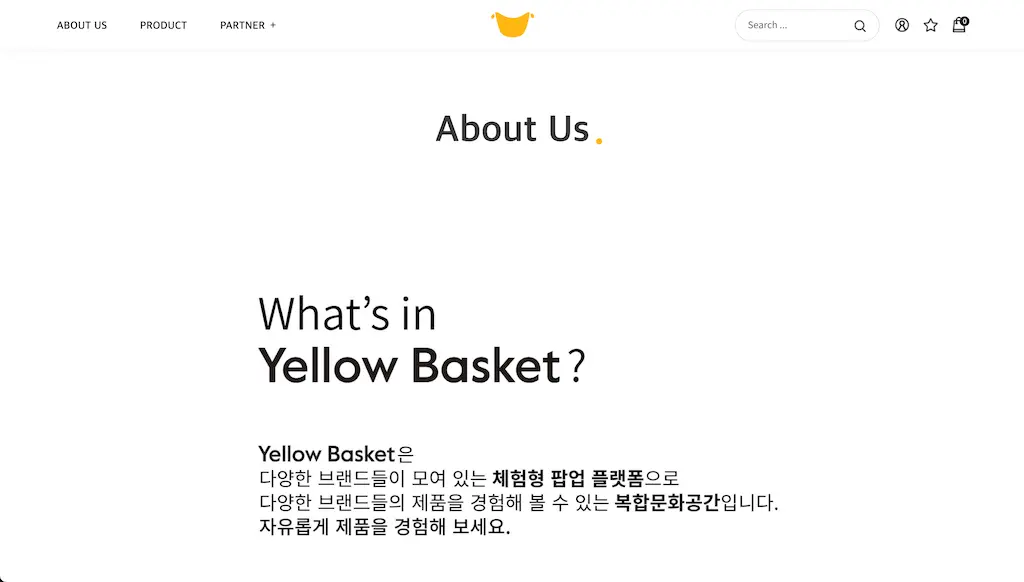 ABOUT US
PRODUCT
PARTNER +
Search ...
0
About Us.
What's in
Yellow Basket?
Yellow Basket은
다양한 브랜드들이 모여 있는 체험형 팝업 플랫폼으로
다양한 브랜드들의 제품을 경험해 볼 수 있는 복합문화공간입니다.
자유롭게 제품을 경험해 보세요.